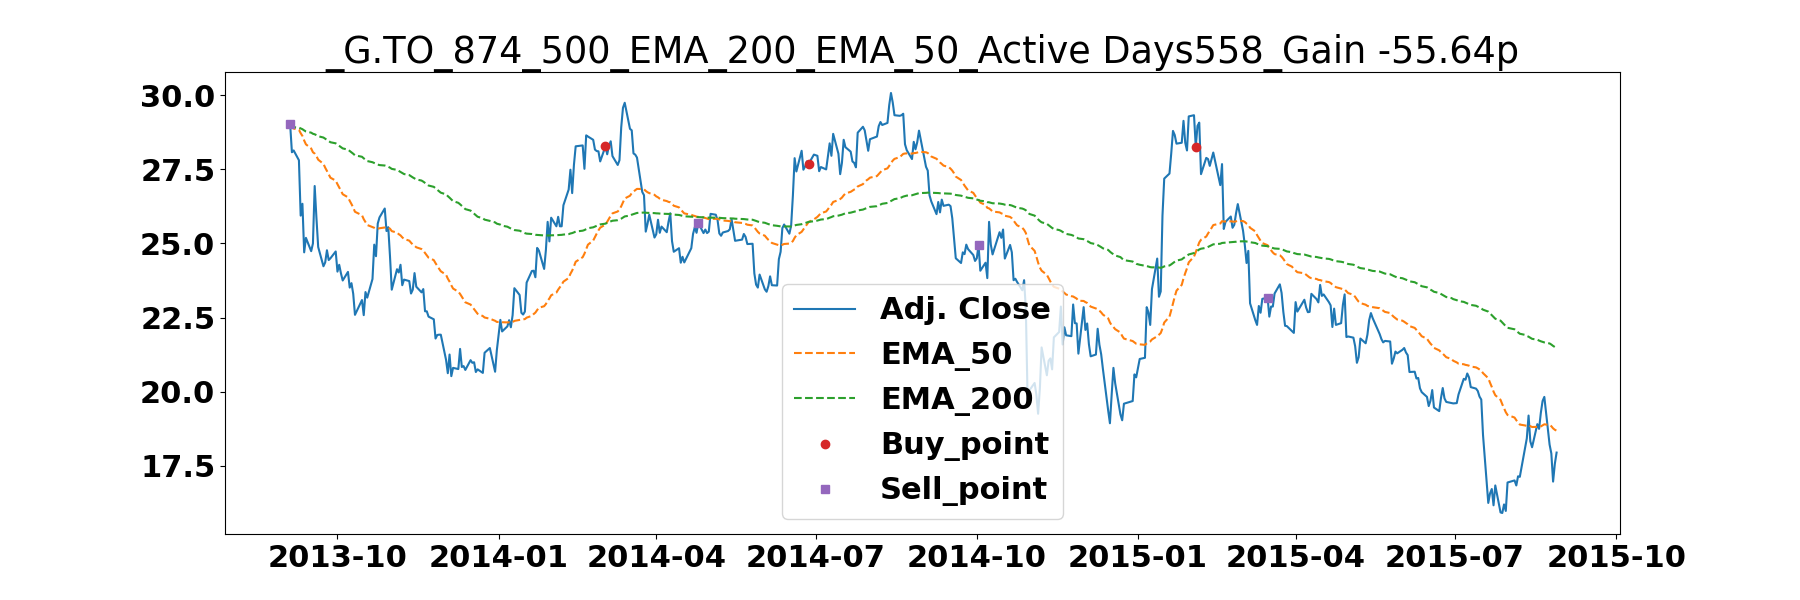 _G.TO_874_500_EMA_200_EMA_50_Active Days558_Gain -55.64p
30.0
27.5
25.0
22.5
20.0
17.5
Adj. Close
EMA_50
EMA_200
Buy_point
Sell_point
2013-10 2014-01 2014-04 2014-07 2014-10 2015-01 2015-04 2015-07 2015-10